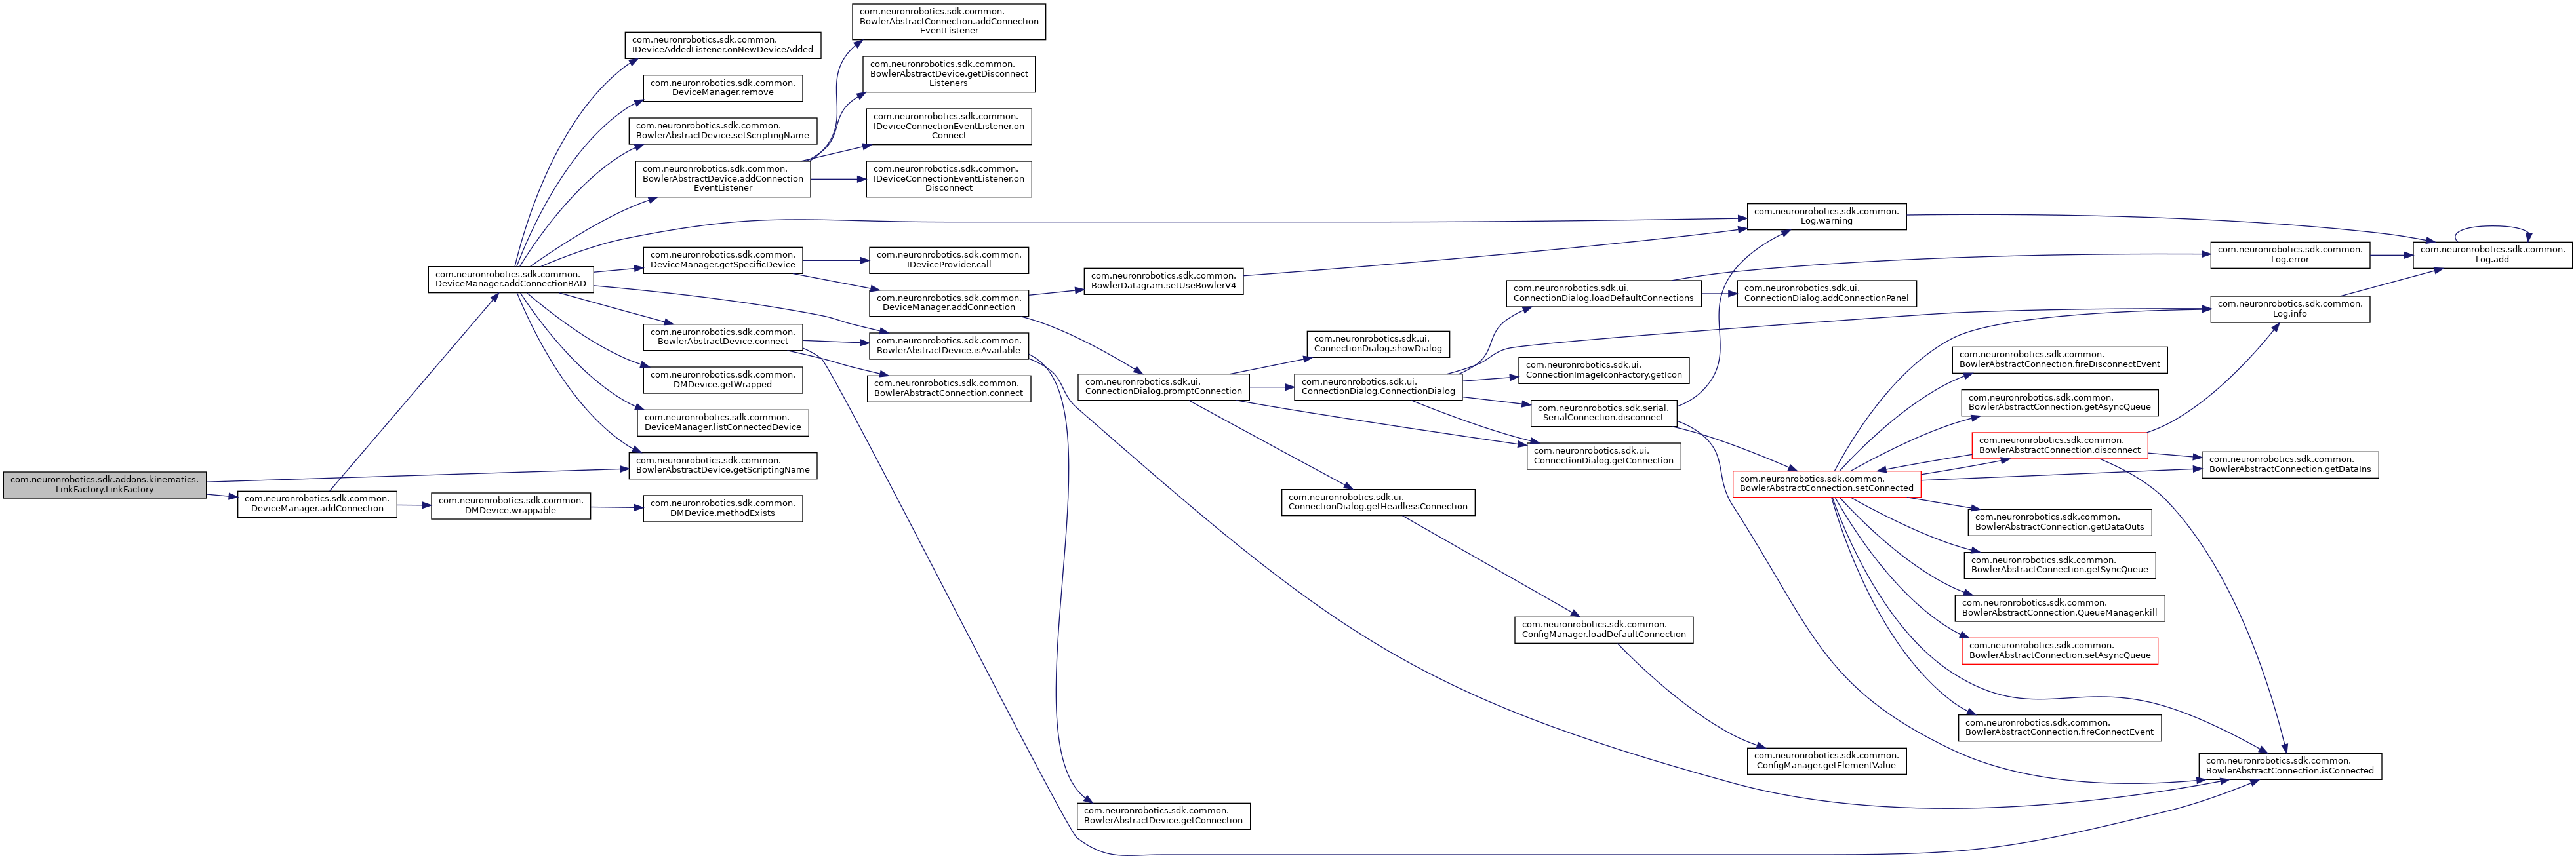 com.neuronrobotics.sdk.addons.kinematics.
LinkFactory.LinkFactory
com.neuronrobotics.sdk.common.
DeviceManager.addConnection
com.neuronrobotics.sdk.common.
DeviceManager.addConnectionBAD
com.neuronrobotics.sdk.common.
DMDevice.wrappable
com.neuronrobotics.sdk.common.
IDeviceAddedListener.onNewDeviceAdded
com.neuronrobotics.sdk.common.
DeviceManager.remove
com.neuronrobotics.sdk.common.
BowlerAbstractDevice.setScriptingName
com.neuronrobotics.sdk.common.
BowlerAbstractDevice.addConnection
EventListener
com.neuronrobotics.sdk.common.
DeviceManager.getSpecificDevice
com.neuronrobotics.sdk.common.
BowlerAbstractDevice.connect
com.neuronrobotics.sdk.common.
DMDevice.getWrapped
com.neuronrobotics.sdk.common.
DeviceManager.listConnectedDevice
com.neuronrobotics.sdk.common.
BowlerAbstractDevice.getScriptingName
com.neuronrobotics.sdk.common.
DMDevice.methodExists
com.neuronrobotics.sdk.common.
BowlerAbstractConnection.addConnection
EventListener
com.neuronrobotics.sdk.common.
BowlerAbstractDevice.getDisconnect
Listeners
com.neuronrobotics.sdk.common.
IDeviceConnectionEventListener.on
Connect
com.neuronrobotics.sdk.common.
IDeviceConnectionEventListener.on
Disconnect
com.neuronrobotics.sdk.common.
IDeviceProvider.call
com.neuronrobotics.sdk.common.
DeviceManager.addConnection
com.neuronrobotics.sdk.common.
BowlerAbstractDevice.isAvailable
com.neuronrobotics.sdk.common.
BowlerAbstractConnection.connect
com.neuronrobotics.sdk.common.
BowlerDatagram.setUseBowlerV4
com.neuronrobotics.sdk.ui.
ConnectionDialog.promptConnection
com.neuronrobotics.sdk.common.
BowlerAbstractDevice.getConnection
com.neuronrobotics.sdk.ui.
ConnectionDialog.showDialog
com.neuronrobotics.sdk.ui.
ConnectionDialog.ConnectionDialog
com.neuronrobotics.sdk.ui.
ConnectionDialog.getHeadlessConnection
com.neuronrobotics.sdk.ui.
ConnectionDialog.loadDefaultConnections
com.neuronrobotics.sdk.ui.
ConnectionImageIconFactory.getIcon
com.neuronrobotics.sdk.serial.
SerialConnection.disconnect
com.neuronrobotics.sdk.ui.
ConnectionDialog.getConnection
com.neuronrobotics.sdk.common.
ConfigManager.loadDefaultConnection
com.neuronrobotics.sdk.common.
Log.warning
com.neuronrobotics.sdk.ui.
ConnectionDialog.addConnectionPanel
com.neuronrobotics.sdk.common.
BowlerAbstractConnection.setConnected
com.neuronrobotics.sdk.common.
ConfigManager.getElementValue
com.neuronrobotics.sdk.common.
BowlerAbstractConnection.fireDisconnectEvent
com.neuronrobotics.sdk.common.
BowlerAbstractConnection.getAsyncQueue
com.neuronrobotics.sdk.common.
BowlerAbstractConnection.disconnect
com.neuronrobotics.sdk.common.
BowlerAbstractConnection.getDataOuts
com.neuronrobotics.sdk.common.
BowlerAbstractConnection.getSyncQueue
com.neuronrobotics.sdk.common.
BowlerAbstractConnection.QueueManager.kill
com.neuronrobotics.sdk.common.
BowlerAbstractConnection.setAsyncQueue
com.neuronrobotics.sdk.common.
BowlerAbstractConnection.fireConnectEvent
com.neuronrobotics.sdk.common.
Log.error
com.neuronrobotics.sdk.common.
Log.info
com.neuronrobotics.sdk.common.
BowlerAbstractConnection.getDataIns
com.neuronrobotics.sdk.common.
BowlerAbstractConnection.isConnected
com.neuronrobotics.sdk.common.
Log.add